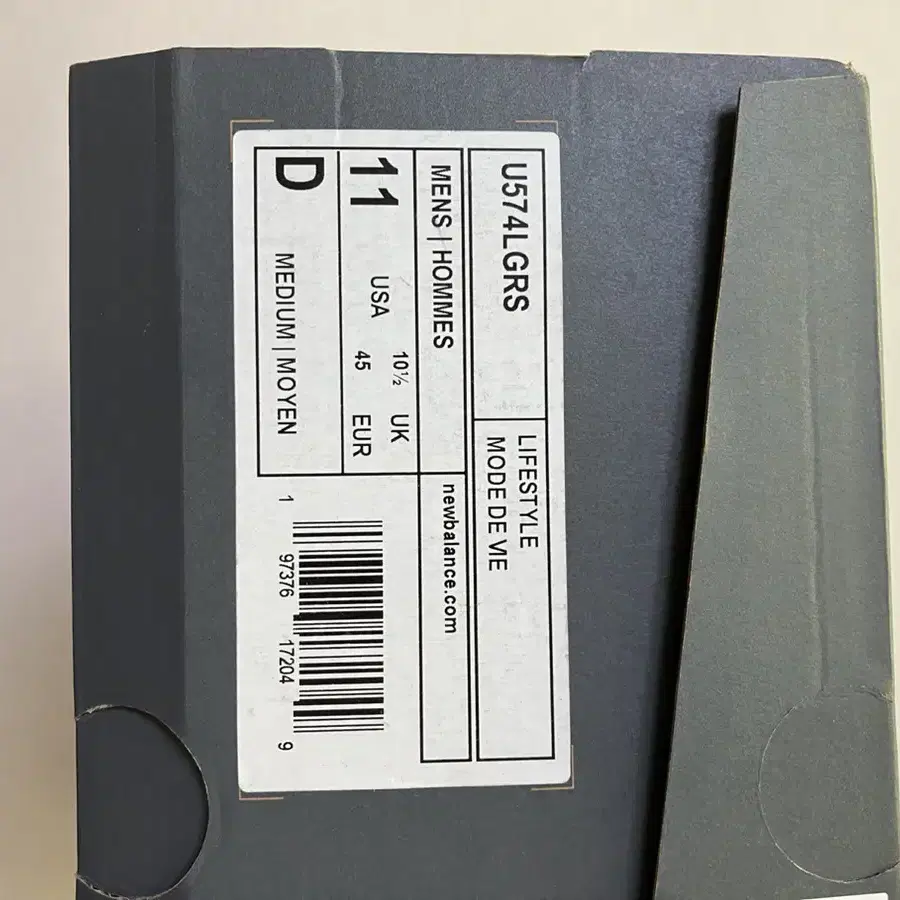 U574LGRS
LIFESTYLE
MODE DE VIE
MENS | HOMMES
newbalance.com
11 USA
10½ UK
45 EUR
D MEDIUM | MOYEN
1 97376 17204 9